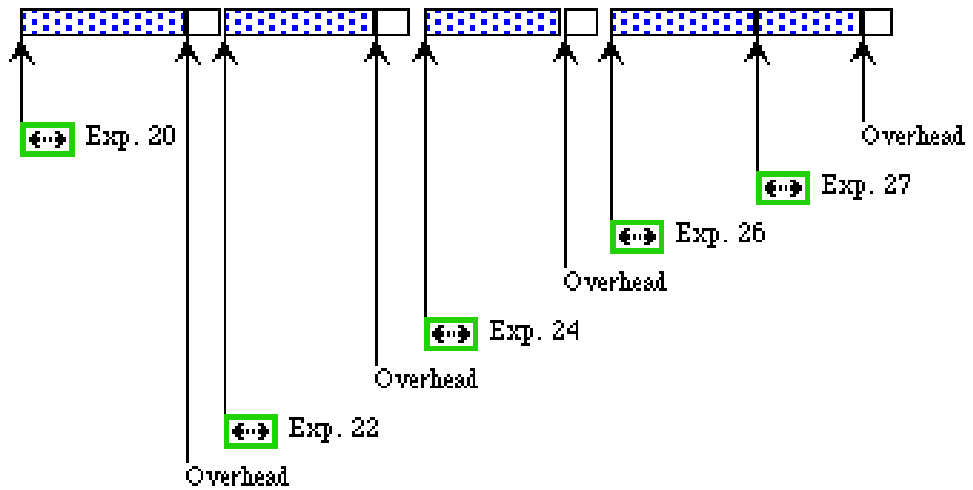 Exp. 20
Overhead
Exp. 27
Exp. 26
Overhead
Exp. 24
Overhead
Exp. 22
Overhead